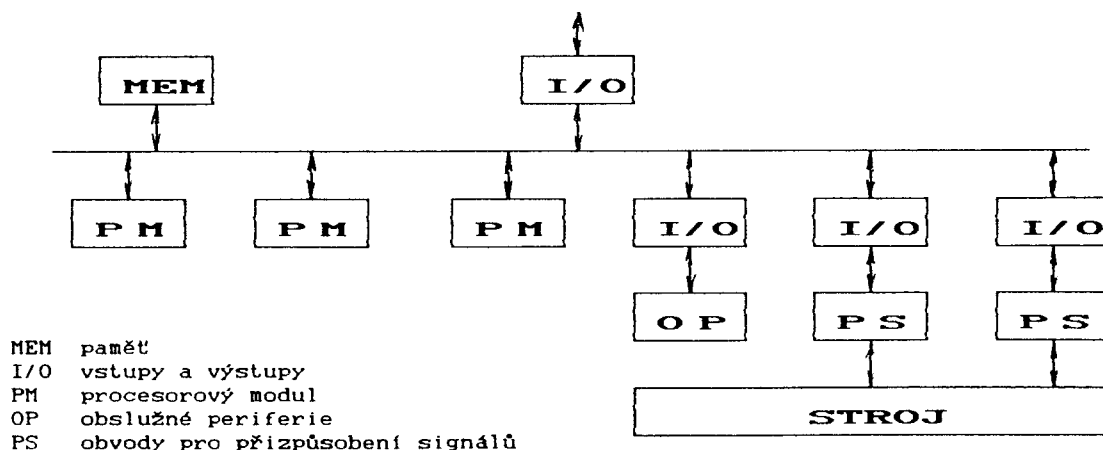 MEM I/O
PM PM PM I/O I/O I/O
OP PS PS
MEM paměť
I/O vstupy a výstupy
PM procesorový modul
OP obslužné periferie
PS obvody pro přizpůsobení signálů
STROJ